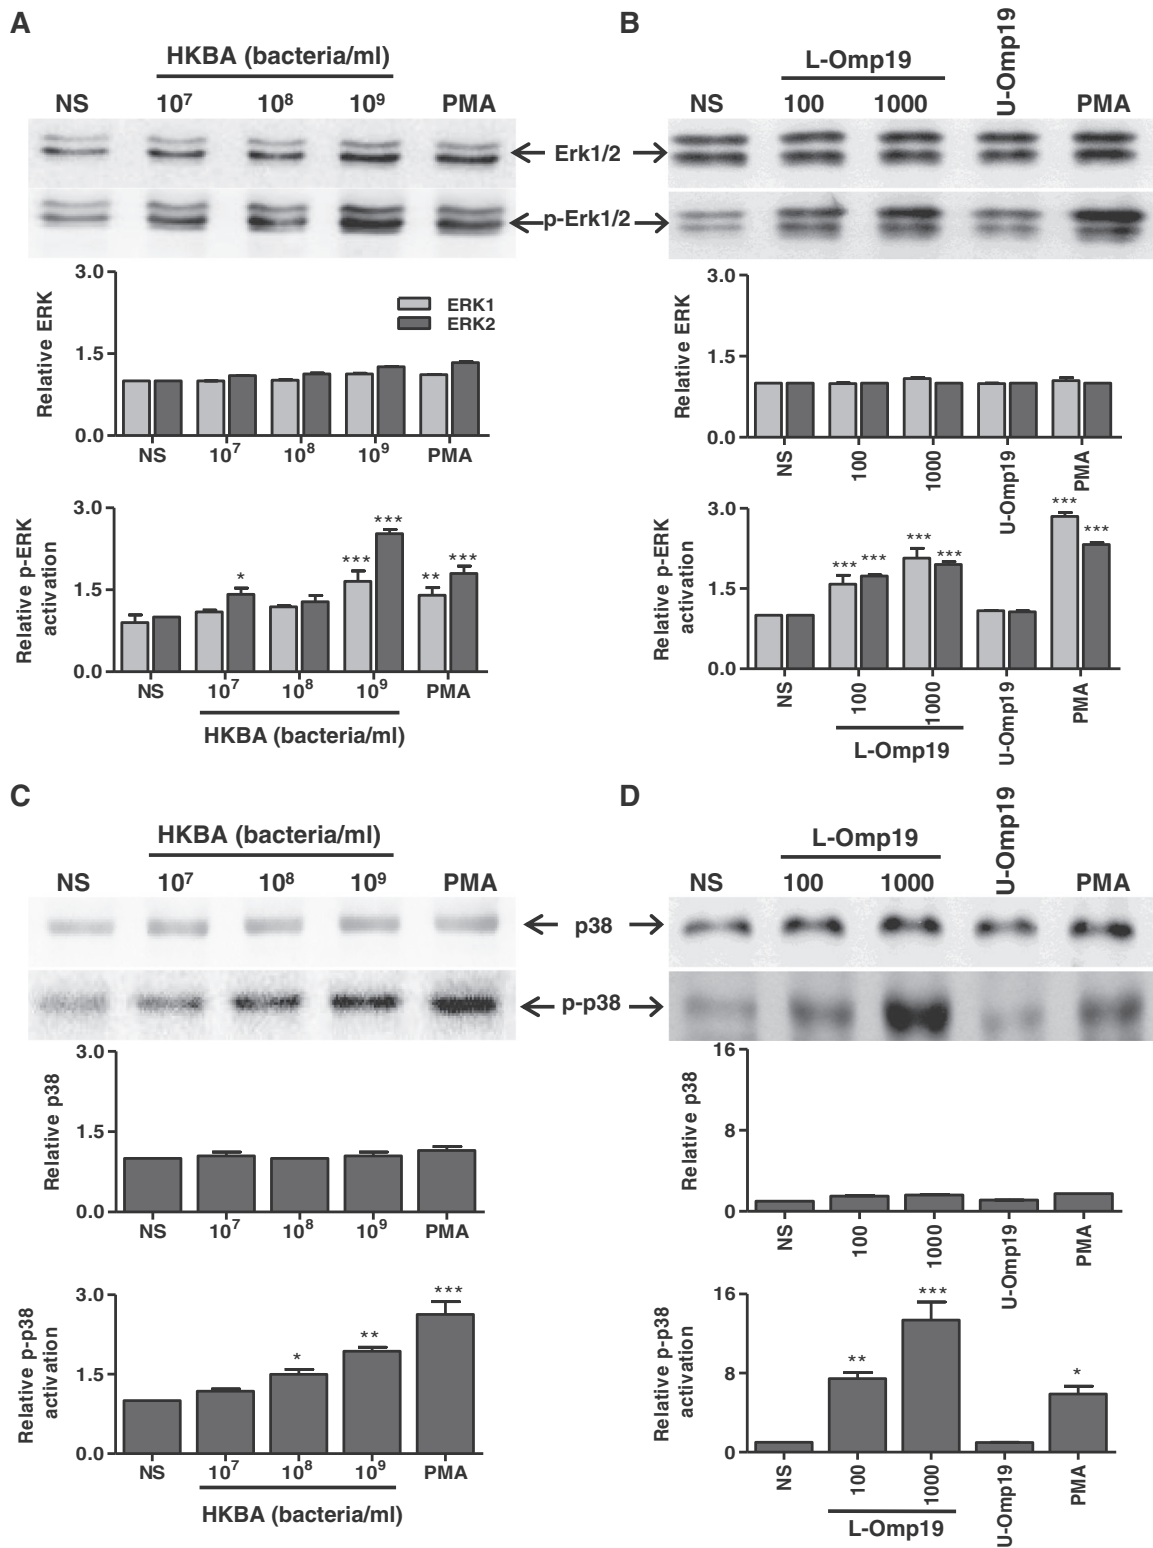 A
HKBA (bacteria/ml)
NS 10⁷ 10⁸ 10⁹ PMA
B
L-Omp19
U-Omp19
NS 100 1000 PMA
Erk1/2
p-Erk1/2
Relative ERK
3.0
1.5
0.0
ERK1
ERK2
NS 10⁷ 10⁸ 10⁹ PMA
Relative ERK
3.0
1.5
0.0
NS 100 1000 U-Omp19 PMA
Relative p-ERK
activation
3.0
1.5
0.0
* *** *** ** ***
NS 10⁷ 10⁸ 10⁹ PMA
HKBA (bacteria/ml)
Relative p-ERK
activation
3.0
1.5
0.0
*** *** *** *** *** ***
NS 100 1000 U-Omp19 PMA
L-Omp19
C
HKBA (bacteria/ml)
NS 10⁷ 10⁸ 10⁹ PMA
D
L-Omp19
U-Omp19
NS 100 1000 PMA
p38
p-p38
Relative p38
3.0
1.5
0.0
NS 10⁷ 10⁸ 10⁹ PMA
Relative p38
16
8
0
NS 100 1000 U-Omp19 PMA
Relative p-p38
activation
3.0
1.5
0.0
* ** ***
NS 10⁷ 10⁸ 10⁹ PMA
HKBA (bacteria/ml)
Relative p-p38
activation
16
8
0
** *** *
NS 100 1000 U-Omp19 PMA
L-Omp19